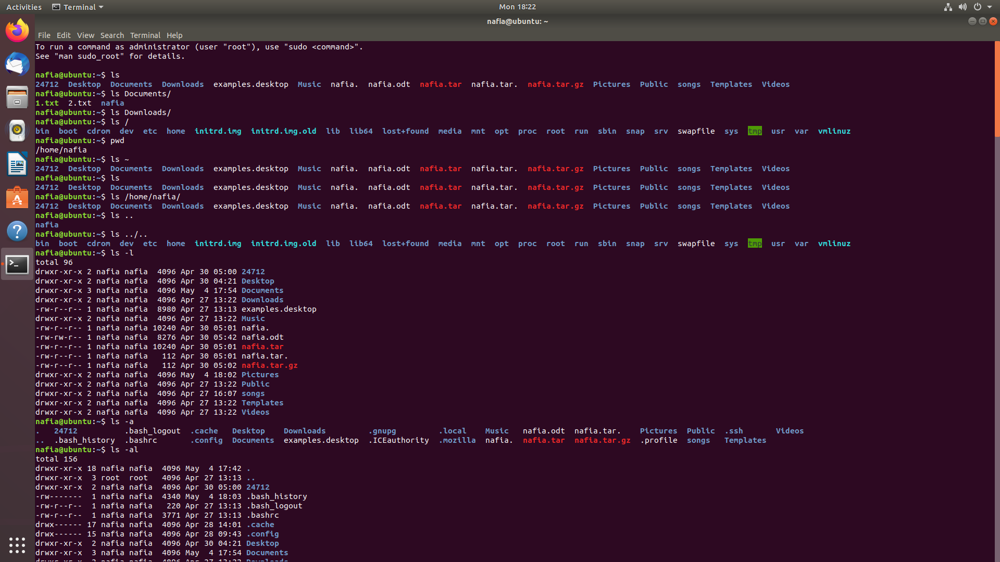 Activities Terminal Mon 18:22
nafia@ubuntu: ~
File Edit View Search Terminal Help
To run a command as administrator (user "root"), use "sudo <command>".
See "man sudo_root" for details.
nafia@ubuntu:~$ ls
24712  Desktop  Documents  Downloads  examples.desktop  Music  nafia.  nafia.odt  nafia.tar  nafia.tar.  nafia.tar.gz  Pictures  Public  songs  Templates  Videos
nafia@ubuntu:~$ ls Documents/
1.txt  2.txt  nafia
nafia@ubuntu:~$ ls Downloads/
nafia@ubuntu:~$ ls /
bin  boot  cdrom  dev  etc  home  initrd.img  initrd.img.old  lib  lib64  lost+found  media  mnt  opt  proc  root  run  sbin  snap  srv  swapfile  sys  tmp  usr  var  vmlinuz
nafia@ubuntu:~$ pwd
/home/nafia
nafia@ubuntu:~$ ls ~
24712  Desktop  Documents  Downloads  examples.desktop  Music  nafia.  nafia.odt  nafia.tar  nafia.tar.  nafia.tar.gz  Pictures  Public  songs  Templates  Videos
nafia@ubuntu:~$ ls
24712  Desktop  Documents  Downloads  examples.desktop  Music  nafia.  nafia.odt  nafia.tar  nafia.tar.  nafia.tar.gz  Pictures  Public  songs  Templates  Videos
nafia@ubuntu:~$ ls /home/nafia/
24712  Desktop  Documents  Downloads  examples.desktop  Music  nafia.  nafia.odt  nafia.tar  nafia.tar.  nafia.tar.gz  Pictures  Public  songs  Templates  Videos
nafia@ubuntu:~$ ls ..
nafia
nafia@ubuntu:~$ ls ../..
bin  boot  cdrom  dev  etc  home  initrd.img  initrd.img.old  lib  lib64  lost+found  media  mnt  opt  proc  root  run  sbin  snap  srv  swapfile  sys  tmp  usr  var  vmlinuz
nafia@ubuntu:~$ ls -l
total 96
drwxr-xr-x 2 nafia nafia  4096 Apr 30 05:00 24712
drwxr-xr-x 2 nafia nafia  4096 Apr 30 04:21 Desktop
drwxr-xr-x 3 nafia nafia  4096 May  4 17:54 Documents
drwxr-xr-x 2 nafia nafia  4096 Apr 27 13:22 Downloads
-rw-r--r-- 1 nafia nafia  8980 Apr 27 13:13 examples.desktop
drwxr-xr-x 2 nafia nafia  4096 Apr 27 13:22 Music
-rw-r--r-- 1 nafia nafia 10240 Apr 30 05:01 nafia.
-rw-rw-r-- 1 nafia nafia  8276 Apr 30 05:42 nafia.odt
-rw-r--r-- 1 nafia nafia 10240 Apr 30 05:01 nafia.tar
-rw-r--r-- 1 nafia nafia   112 Apr 30 05:01 nafia.tar.
-rw-r--r-- 1 nafia nafia   112 Apr 30 05:02 nafia.tar.gz
drwxr-xr-x 2 nafia nafia  4096 May  4 18:02 Pictures
drwxr-xr-x 2 nafia nafia  4096 Apr 27 13:22 Public
drwxr-xr-x 2 nafia nafia  4096 Apr 27 16:07 songs
drwxr-xr-x 2 nafia nafia  4096 Apr 27 13:22 Templates
drwxr-xr-x 2 nafia nafia  4096 Apr 27 13:22 Videos
nafia@ubuntu:~$ ls -a
.   24712          .bash_logout  .cache   Desktop    Downloads         .gnupg         .local    Music   nafia.odt  nafia.tar.    Pictures  Public  .ssh       Videos
..  .bash_history  .bashrc       .config  Documents  examples.desktop  .ICEauthority  .mozilla  nafia.  nafia.tar  nafia.tar.gz  .profile  songs   Templates
nafia@ubuntu:~$ ls -al
total 156
drwxr-xr-x 18 nafia nafia  4096 May  4 17:42 .
drwxr-xr-x  3 root  root   4096 Apr 27 13:13 ..
drwxr-xr-x  2 nafia nafia  4096 Apr 30 05:00 24712
-rw-------  1 nafia nafia  4340 May  4 18:03 .bash_history
-rw-r--r--  1 nafia nafia   220 Apr 27 13:13 .bash_logout
-rw-r--r--  1 nafia nafia  3771 Apr 27 13:13 .bashrc
drwx------ 17 nafia nafia  4096 Apr 28 14:01 .cache
drwx------ 15 nafia nafia  4096 Apr 28 09:43 .config
drwxr-xr-x  2 nafia nafia  4096 Apr 30 04:21 Desktop
drwxr-xr-x  3 nafia nafia  4096 May  4 17:54 Documents